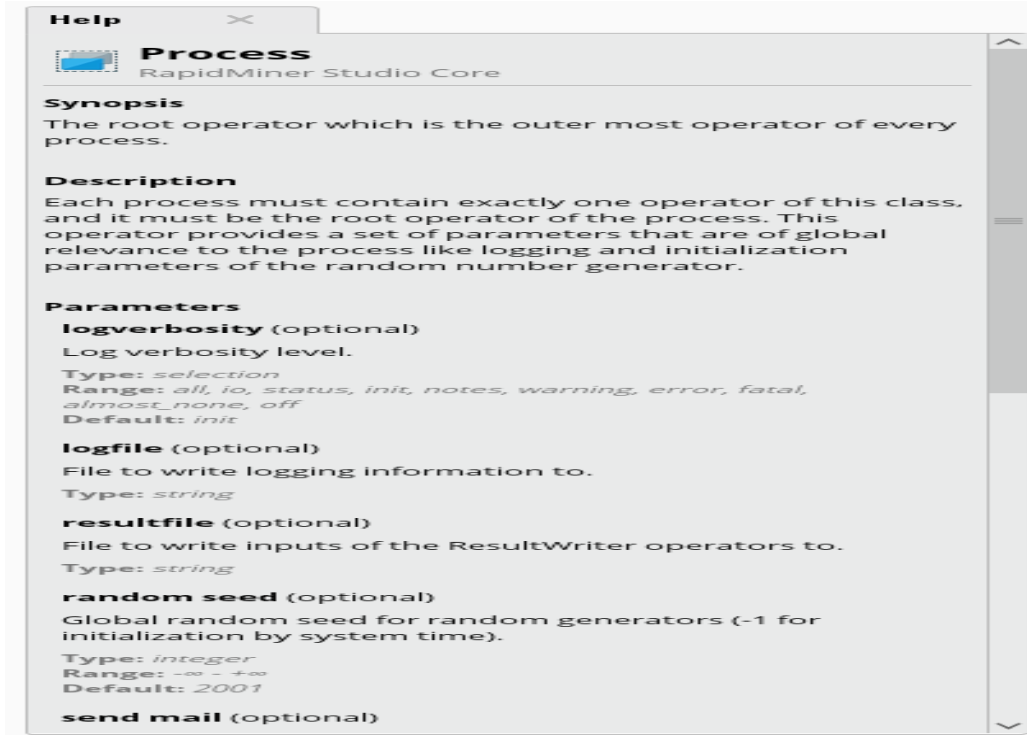 Help
Process
RapidMiner Studio Core
Synopsis
The root operator which is the outer most operator of every
process.
Description
Each process must contain exactly one operator of this class,
and it must be the root operator of the process. This
operator provides a set of parameters that are of global
relevance to the process like logging and initialization
parameters of the random number generator.
Parameters
logverbosity (optional)
Log verbosity level.
Type: selection
Range: all, io, status, init, notes, warning, error, fatal,
almost_none, off
Default: init
logfile (optional)
File to write logging information to.
Type: string
resultfile (optional)
File to write inputs of the ResultWriter operators to.
Type: string
random seed (optional)
Global random seed for random generators (-1 for
initialization by system time).
Type: integer
Range: -∞ - +∞
Default: 2001
send mail (optional)